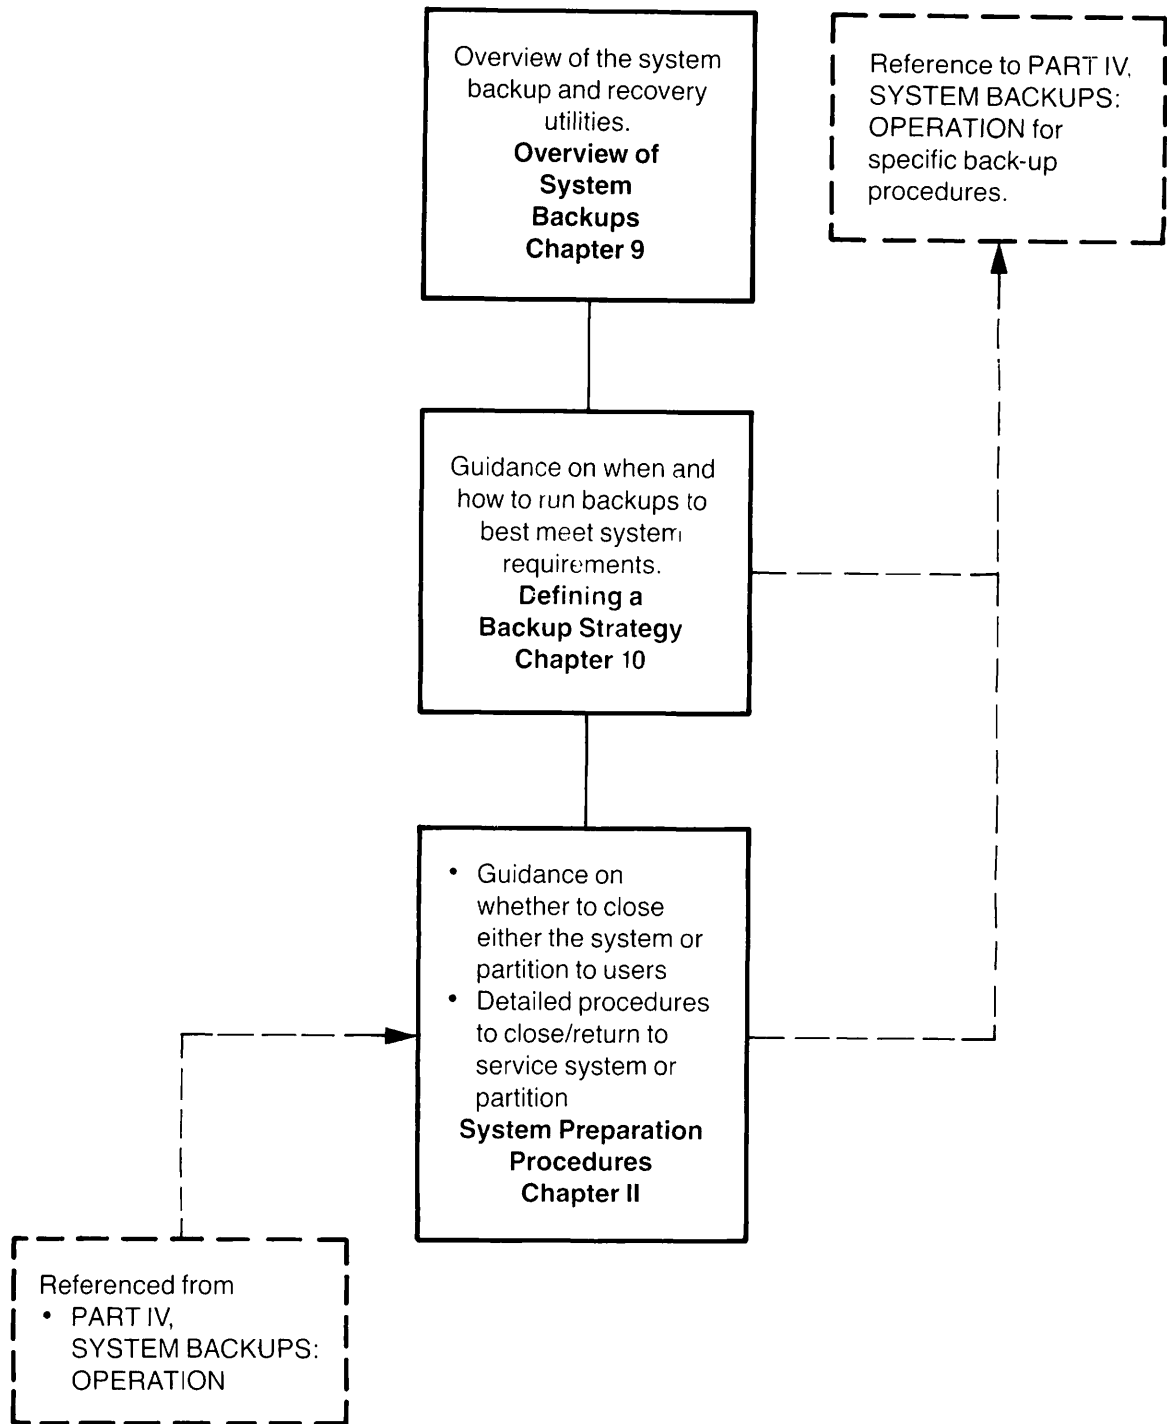 Overview of the system
backup and recovery
utilities.
Overview of
System
Backups
Chapter 9
Reference to PART IV,
SYSTEM BACKUPS:
OPERATION for
specific back-up
procedures.
Guidance on when and
how to run backups to
best meet system
requirements.
Defining a
Backup Strategy
Chapter 10
• Guidance on
whether to close
either the system or
partition to users
• Detailed procedures
to close/return to
service system or
partition
System Preparation
Procedures
Chapter II
Referenced from
• PART IV,
SYSTEM BACKUPS:
OPERATION